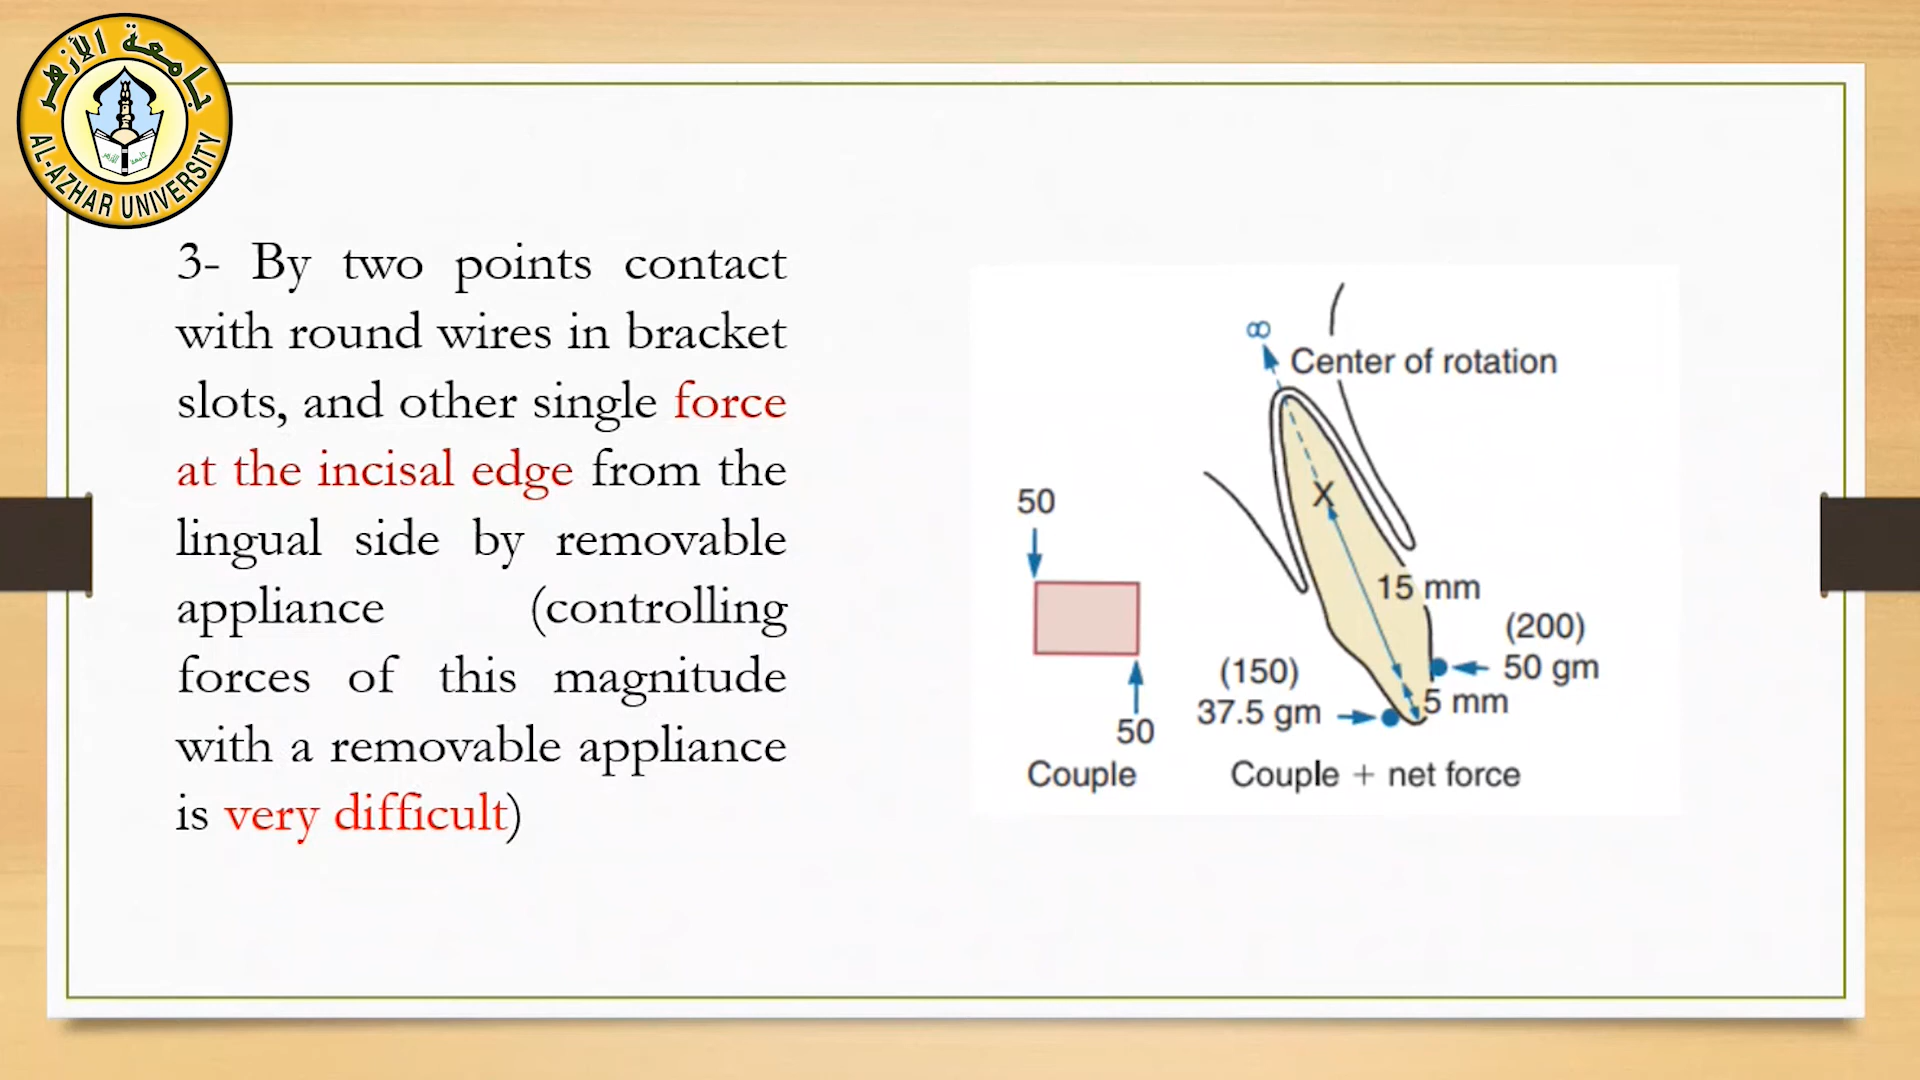 جامعة الأزهر
AL-AZHAR UNIVERSITY
3- By two points contact
with round wires in bracket
slots, and other single force
at the incisal edge from the
lingual side by removable
appliance (controlling
forces of this magnitude
with a removable appliance
is very difficult)
∞
Center of rotation
X
50
15 mm
(200)
50 gm
(150)
37.5 gm
5 mm
50
Couple
Couple + net force